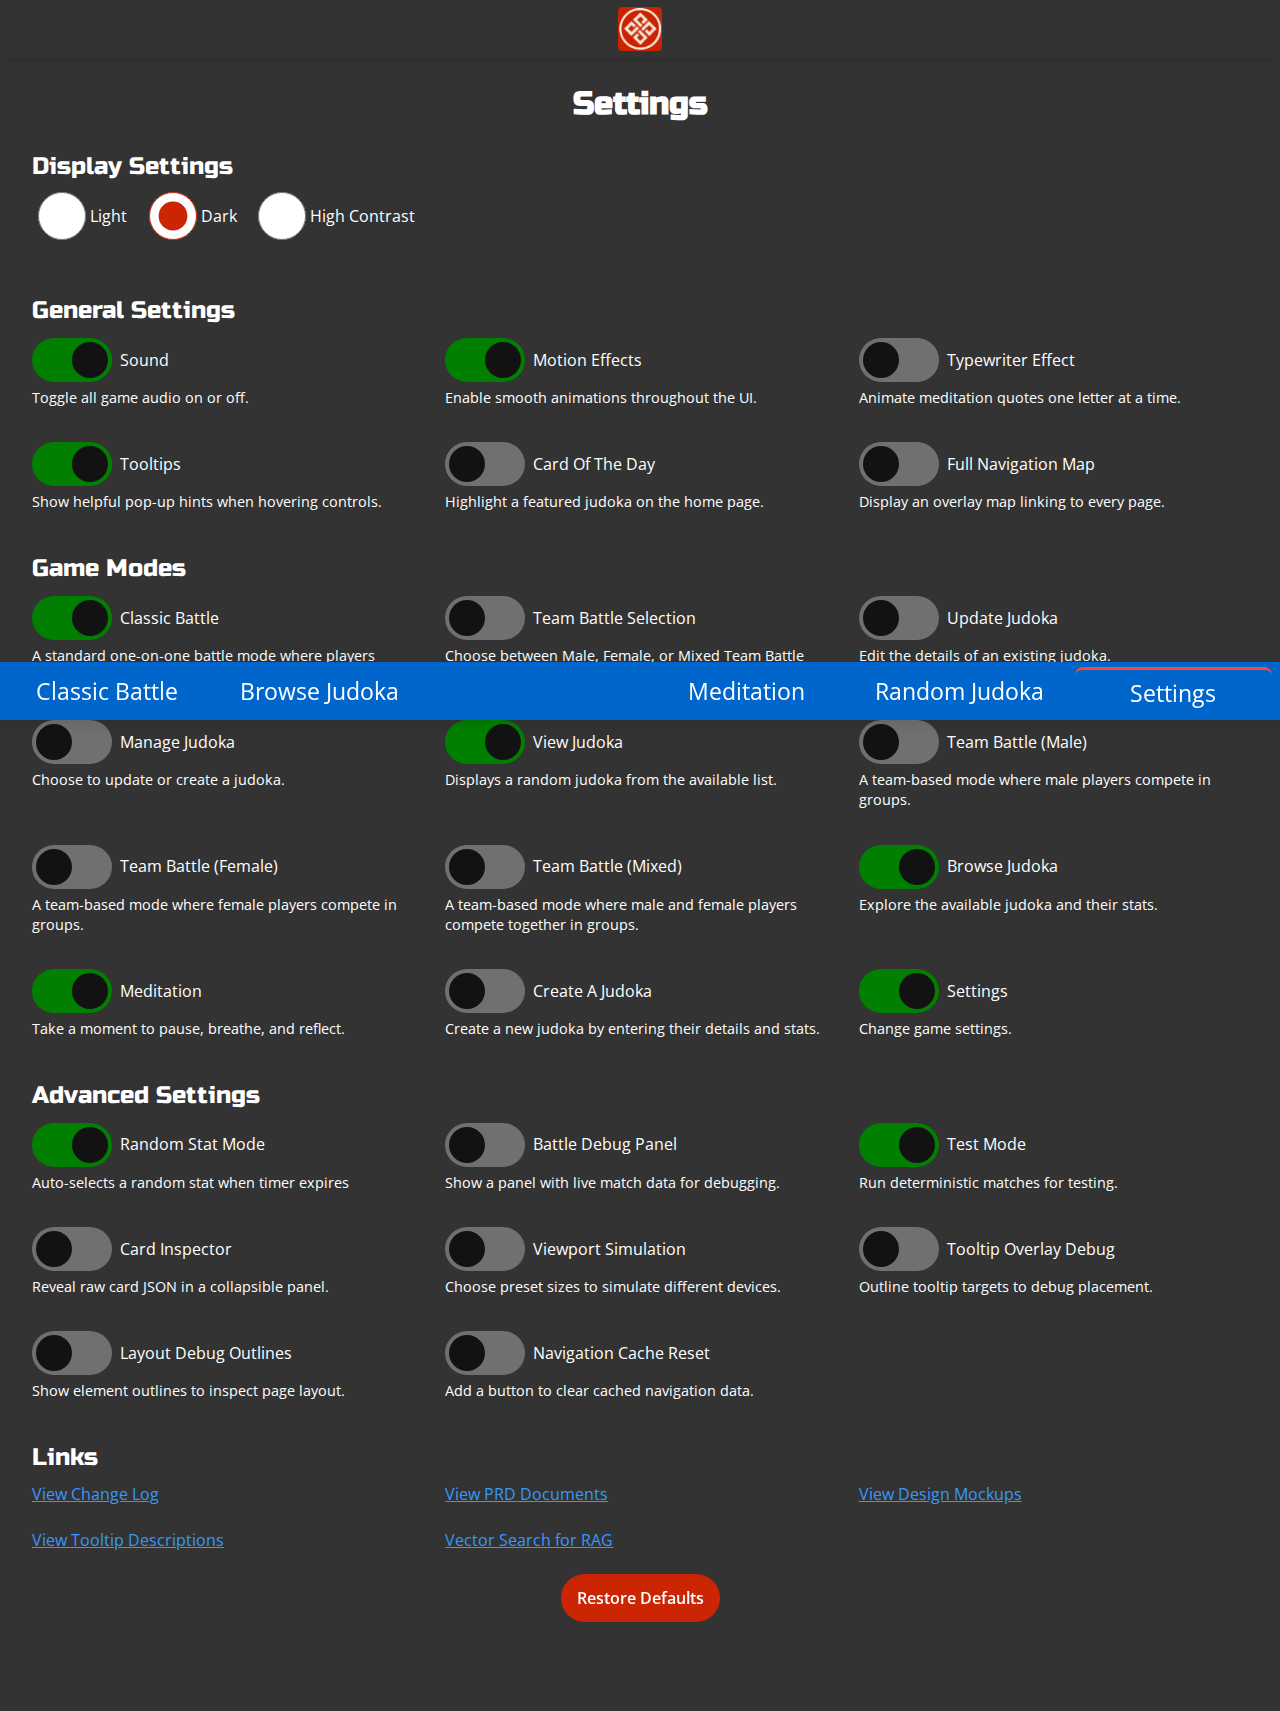 Settings
Display Settings
Light
Dark
High Contrast
General Settings
Sound
Motion Effects
Typewriter Effect
Toggle all game audio on or off.
Enable smooth animations throughout the UI.
Animate meditation quotes one letter at a time.
Tooltips
Card Of The Day
Full Navigation Map
Show helpful pop-up hints when hovering controls.
Highlight a featured judoka on the home page.
Display an overlay map linking to every page.
Game Modes
Classic Battle
Team Battle Selection
Update Judoka
A standard one-on-one battle mode where players
Choose between Male, Female, or Mixed Team Battle
Edit the details of an existing judoka.
Classic Battle
Browse Judoka
Meditation
Random Judoka
Settings
Manage Judoka
View Judoka
Team Battle (Male)
Choose to update or create a judoka.
Displays a random judoka from the available list.
A team-based mode where male players compete in
groups.
Team Battle (Female)
Team Battle (Mixed)
Browse Judoka
A team-based mode where female players compete in
groups.
A team-based mode where male and female players
compete together in groups.
Explore the available judoka and their stats.
Meditation
Create A Judoka
Settings
Take a moment to pause, breathe, and reflect.
Create a new judoka by entering their details and stats.
Change game settings.
Advanced Settings
Random Stat Mode
Battle Debug Panel
Test Mode
Auto-selects a random stat when timer expires
Show a panel with live match data for debugging.
Run deterministic matches for testing.
Card Inspector
Viewport Simulation
Tooltip Overlay Debug
Reveal raw card JSON in a collapsible panel.
Choose preset sizes to simulate different devices.
Outline tooltip targets to debug placement.
Layout Debug Outlines
Navigation Cache Reset
Show element outlines to inspect page layout.
Add a button to clear cached navigation data.
Links
View Change Log
View PRD Documents
View Design Mockups
View Tooltip Descriptions
Vector Search for RAG
Restore Defaults